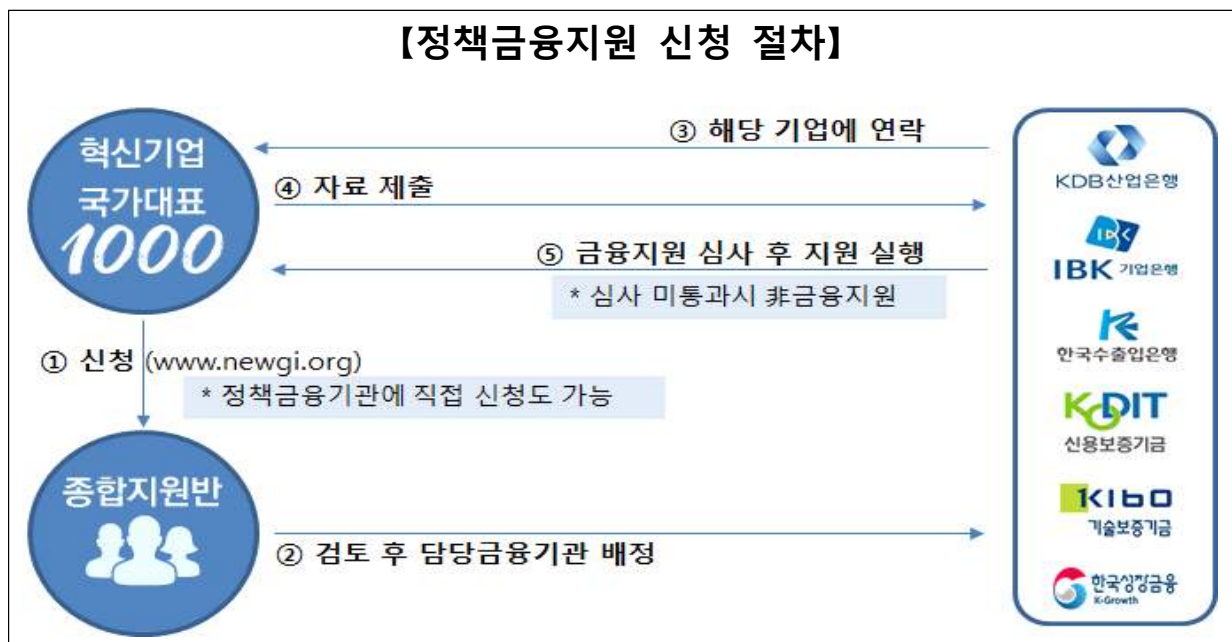 【정책금융지원 신청 절차】
혁신기업
국가대표
1000
③ 해당 기업에 연락
④ 자료 제출
⑤ 금융지원 심사 후 지원 실행
* 심사 미통과시 非금융지원
① 신청 (www.newgi.org)
* 정책금융기관에 직접 신청도 가능
종합지원반
② 검토 후 담당금융기관 배정
KDB산업은행
IBK 기업은행
한국수출입은행
KODIT
신용보증기금
KIBO
기술보증기금
한국성장금융
K-Growth